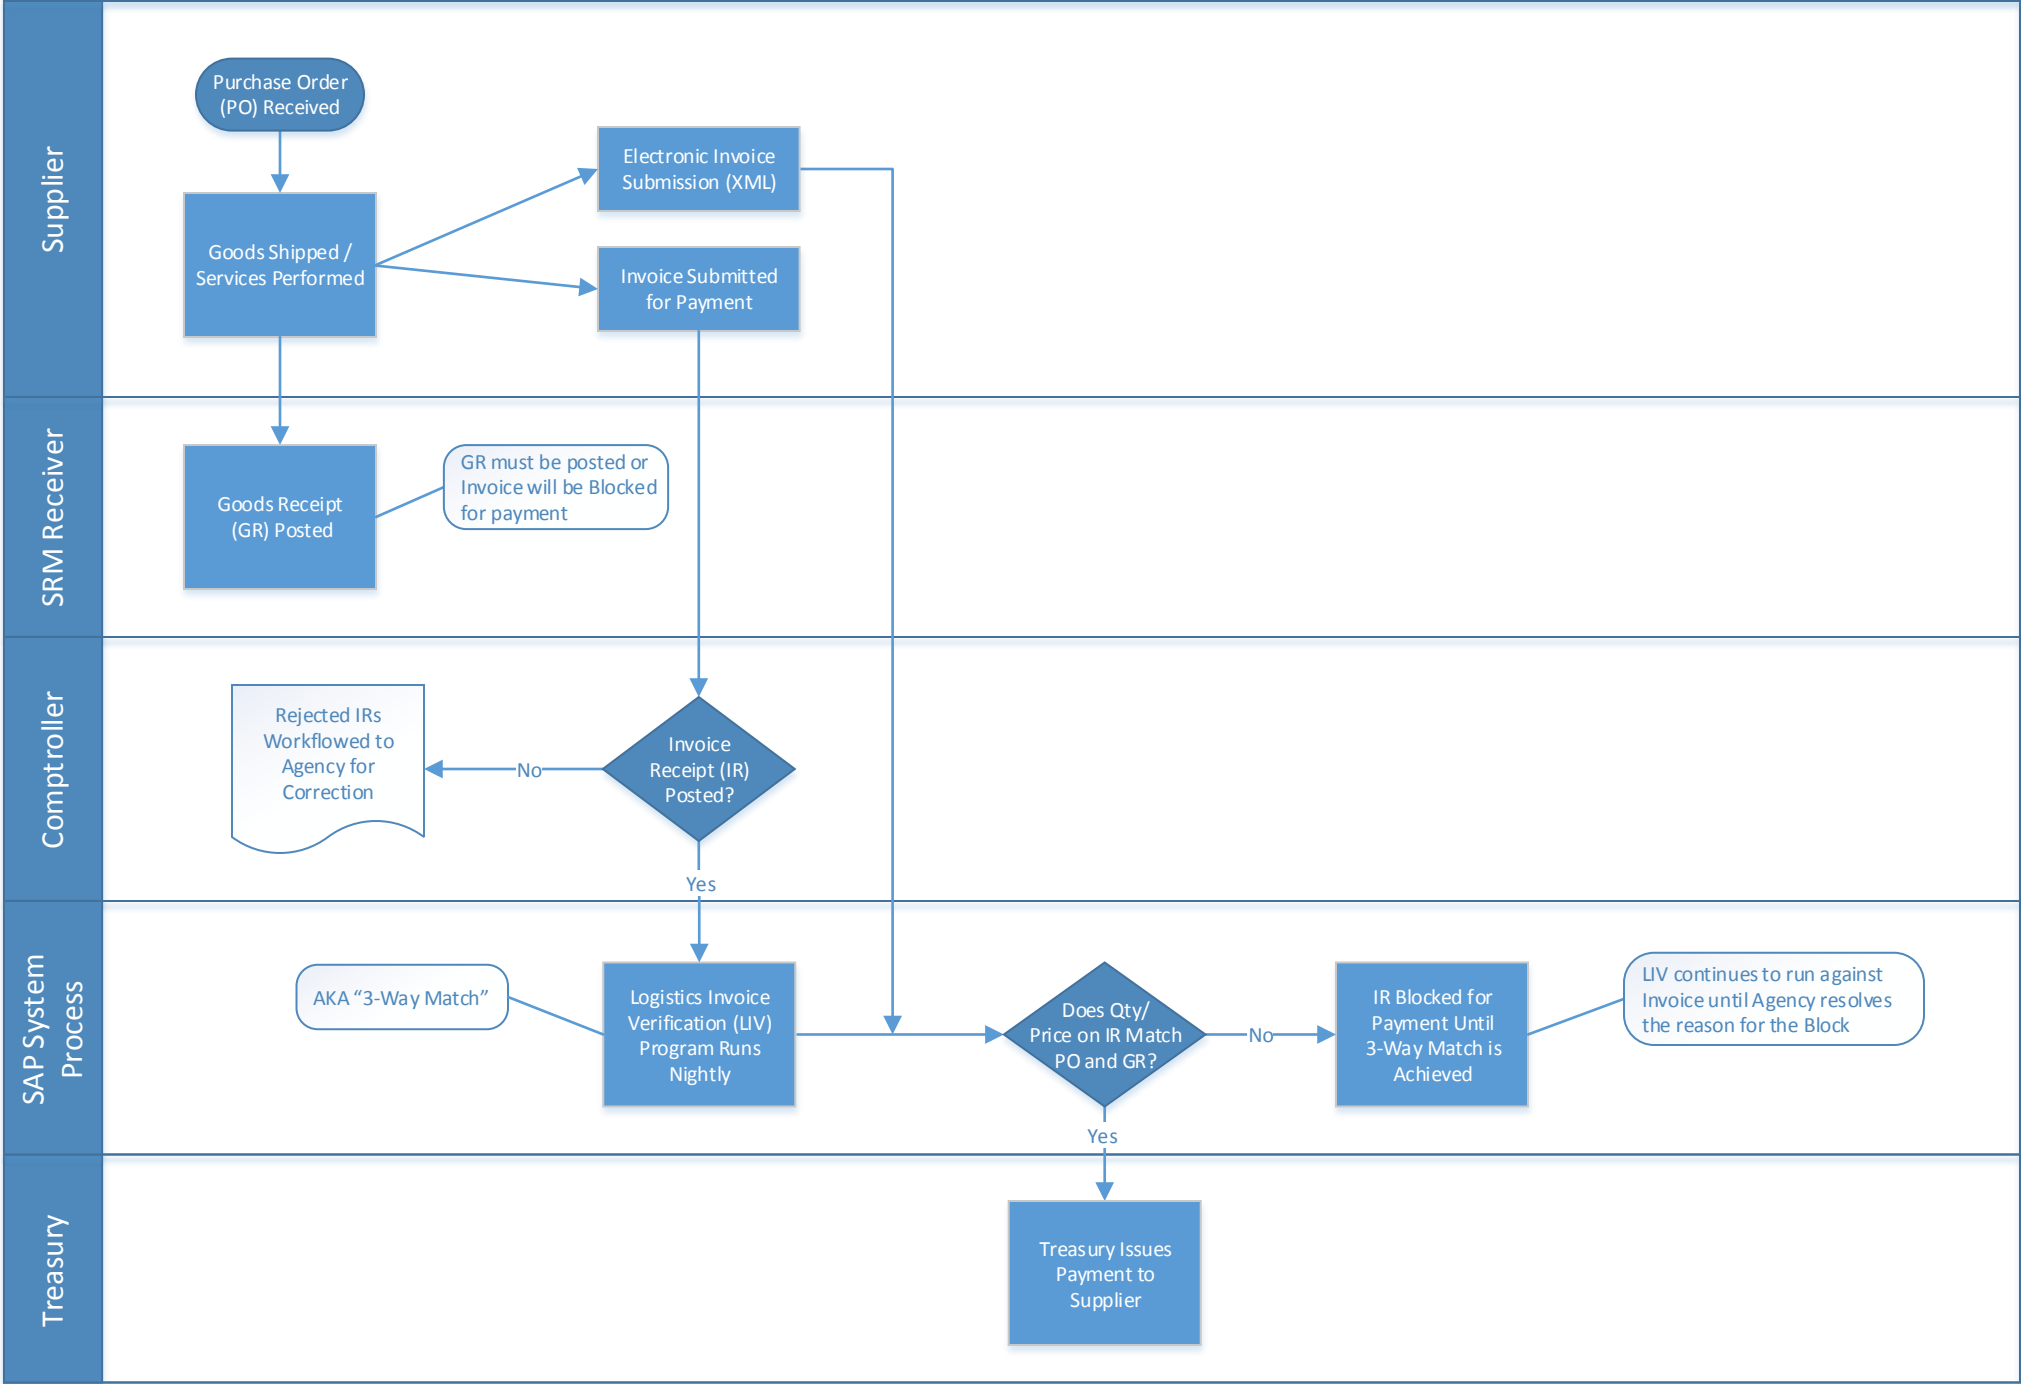 Supplier
Purchase Order
(PO) Received
Goods Shipped /
Services Performed
Electronic Invoice
Submission (XML)
Invoice Submitted
for Payment
SRM Receiver
Goods Receipt
(GR) Posted
GR must be posted or
Invoice will be Blocked
for payment
Comptroller
Rejected IRs
Workflowed to
Agency for
Correction
No
Invoice
Receipt (IR)
Posted?
Yes
SAP System
Process
AKA “3-Way Match”
Logistics Invoice
Verification (LIV)
Program Runs
Nightly
Does Qty/
Price on IR Match
PO and GR?
No
IR Blocked for
Payment Until
3-Way Match is
Achieved
LIV continues to run against
Invoice until Agency resolves
the reason for the Block
Yes
Treasury
Treasury Issues
Payment to
Supplier